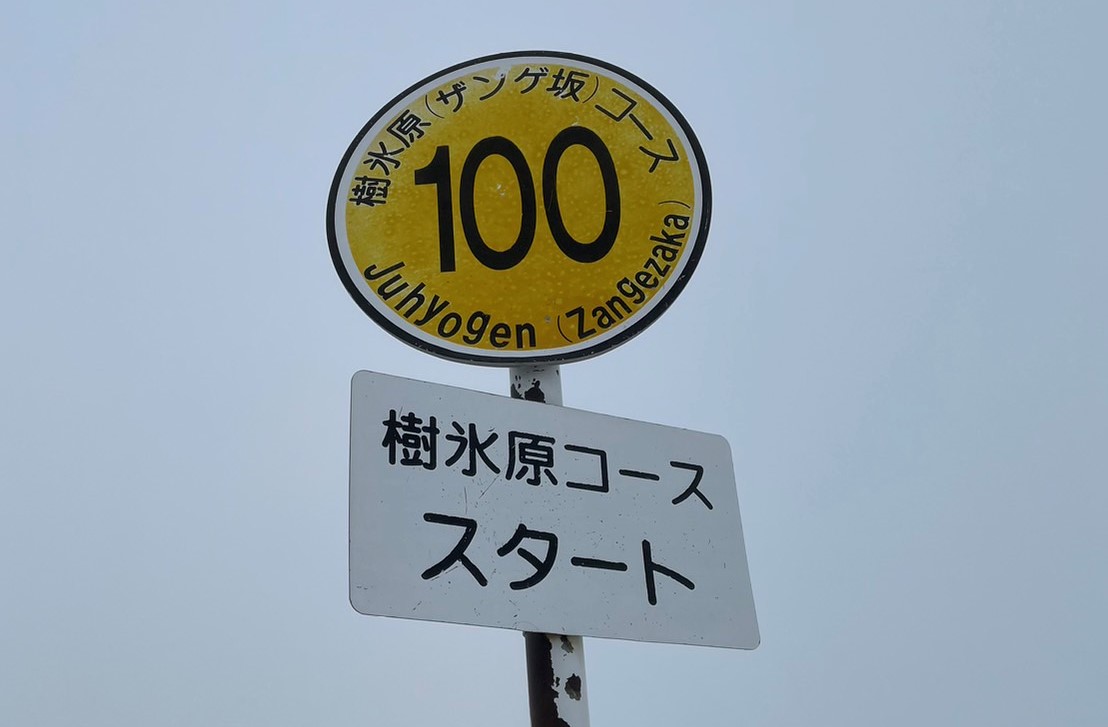 樹氷原(ザンゲ坂)コース
100
Juhyogen (Zangezaka)
樹氷原コース
スタート